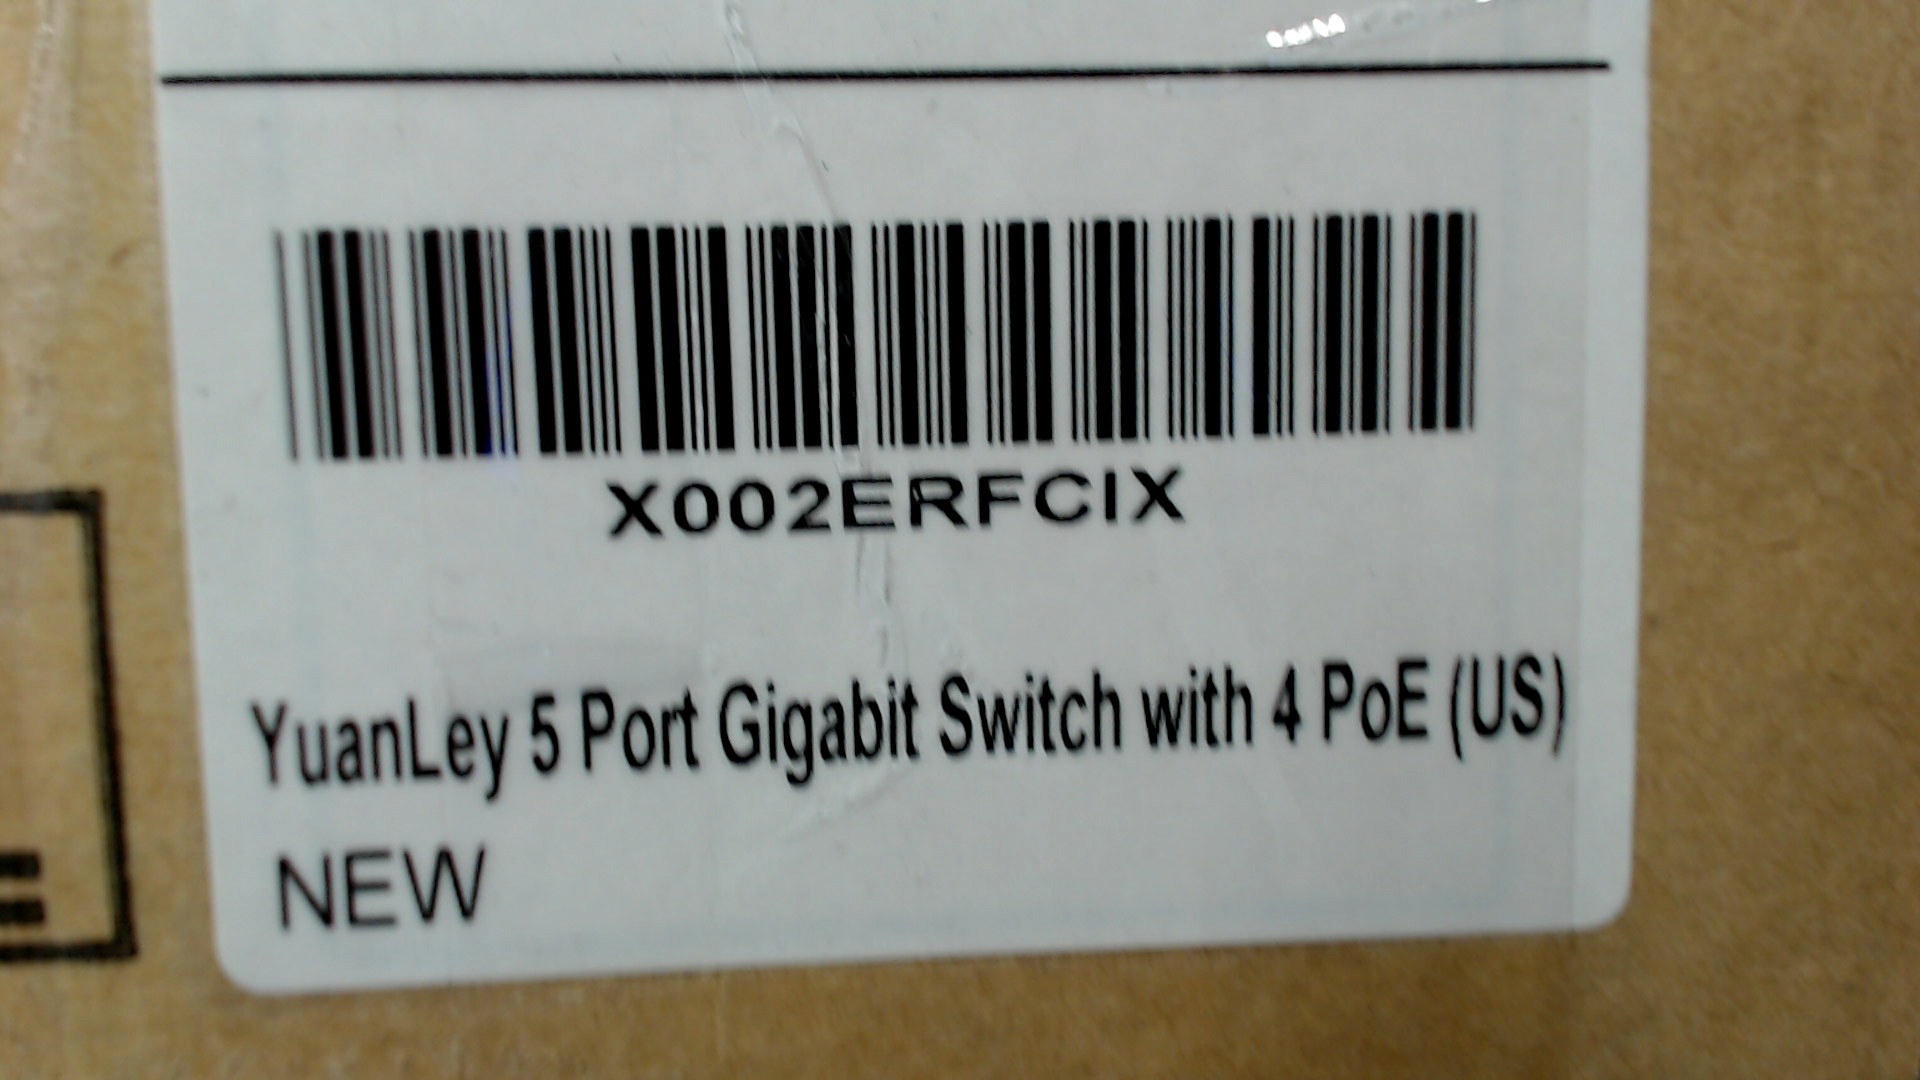 X002ERFCIX
YuanLey 5 Port Gigabit Switch with 4 PoE (US)
NEW